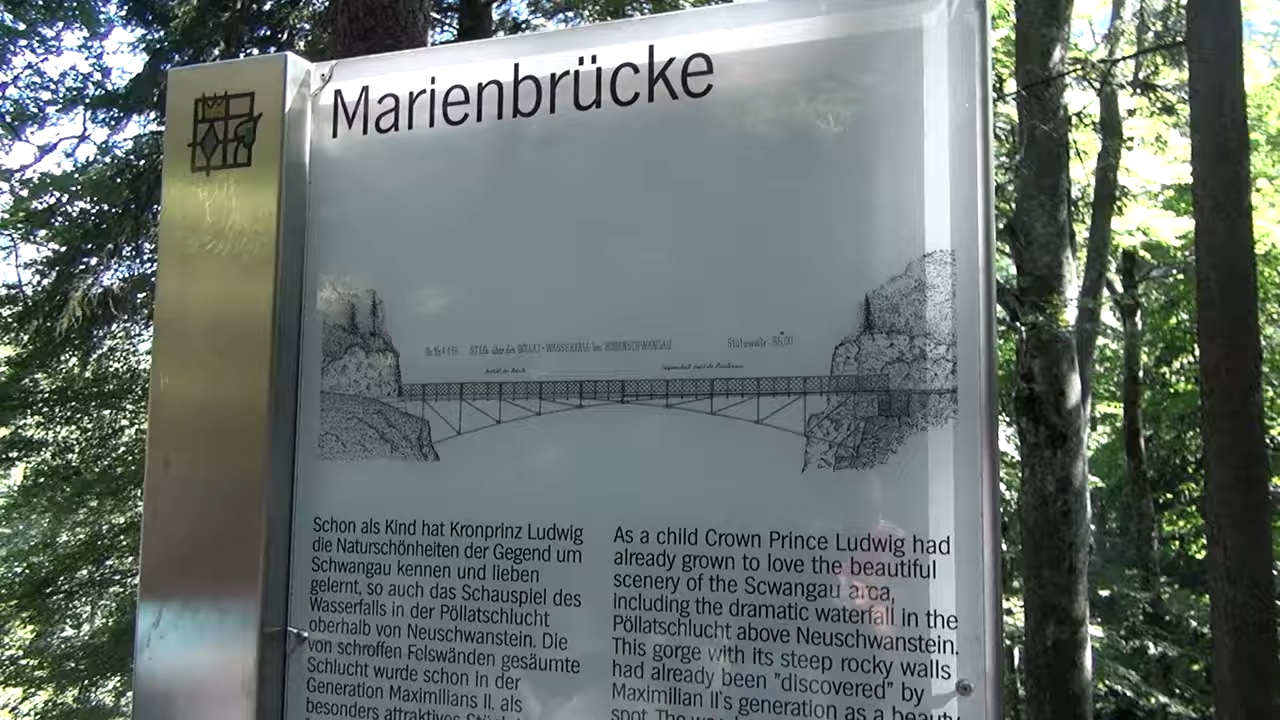 Marienbrücke
STEG über den PÖLLAT-WASSERFALL bei HOHENSCHWANGAU
Schon als Kind hat Kronprinz Ludwig
die Naturschönheiten der Gegend um
Schwangau kennen und lieben
gelernt, so auch das Schauspiel des
Wasserfalls in der Pöllatschlucht
oberhalb von Neuschwanstein. Die
von schroffen Felswänden gesäumte
Schlucht wurde schon in der
Generation Maximilians II. als
besonders attraktives
As a child Crown Prince Ludwig had
already grown to love the beautiful
scenery of the Scwangau area,
including the dramatic waterfall in the
Pöllatschlucht above Neuschwanstein.
This gorge with its steep rocky walls
had already been "discovered" by
Maximilian II's generation as a beauty
spot. The